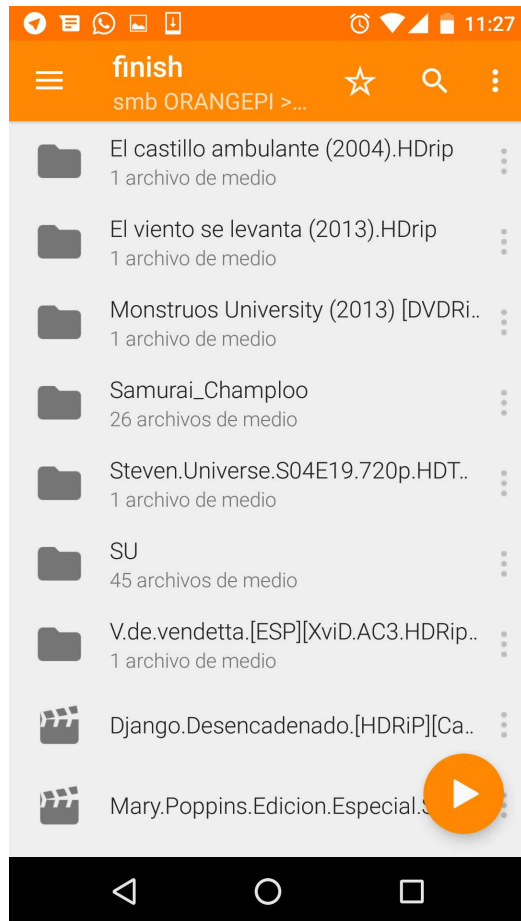 11:27
finish
smb ORANGEPI >...
El castillo ambulante (2004).HDrip
1 archivo de medio
El viento se levanta (2013).HDrip
1 archivo de medio
Monstruos University (2013) [DVDRi..
1 archivo de medio
Samurai_Champloo
26 archivos de medio
Steven.Universe.S04E19.720p.HDT..
1 archivo de medio
SU
45 archivos de medio
V.de.vendetta.[ESP][XviD.AC3.HDRip..
1 archivo de medio
Django.Desencadenado.[HDRiP][Ca..
Mary.Poppins.Edicion.Especial.